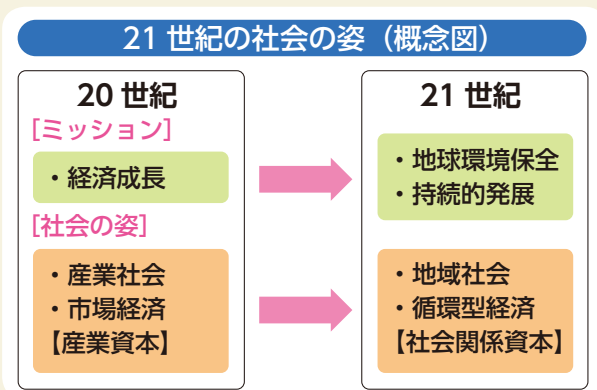 21 世紀の社会の姿（概念図）
20 世紀
[ミッション]
・経済成長
[社会の姿]
・産業社会
・市場経済
【産業資本】
21 世紀
・地球環境保全
・持続的発展
・地域社会
・循環型経済
【社会関係資本】